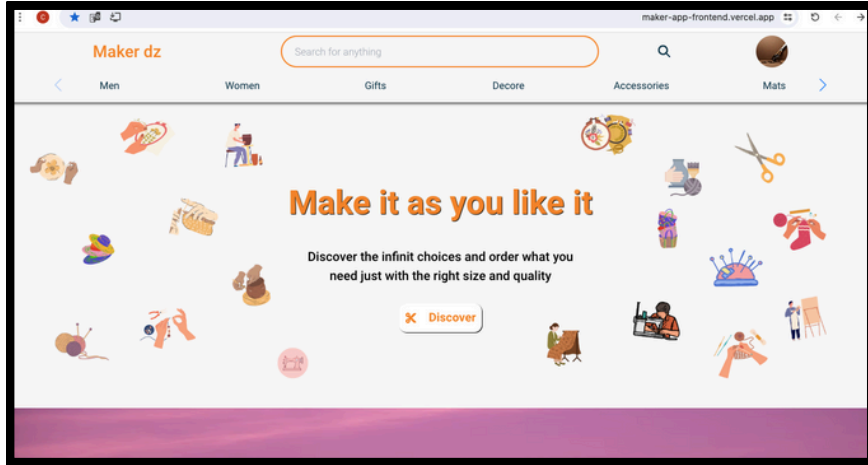 C
maker-app-frontend.vercel.app
Maker dz
Search for anything
Men Women Gifts Decore Accessories Mats
Make it as you like it
Discover the infinit choices and order what you
need just with the right size and quality
Discover